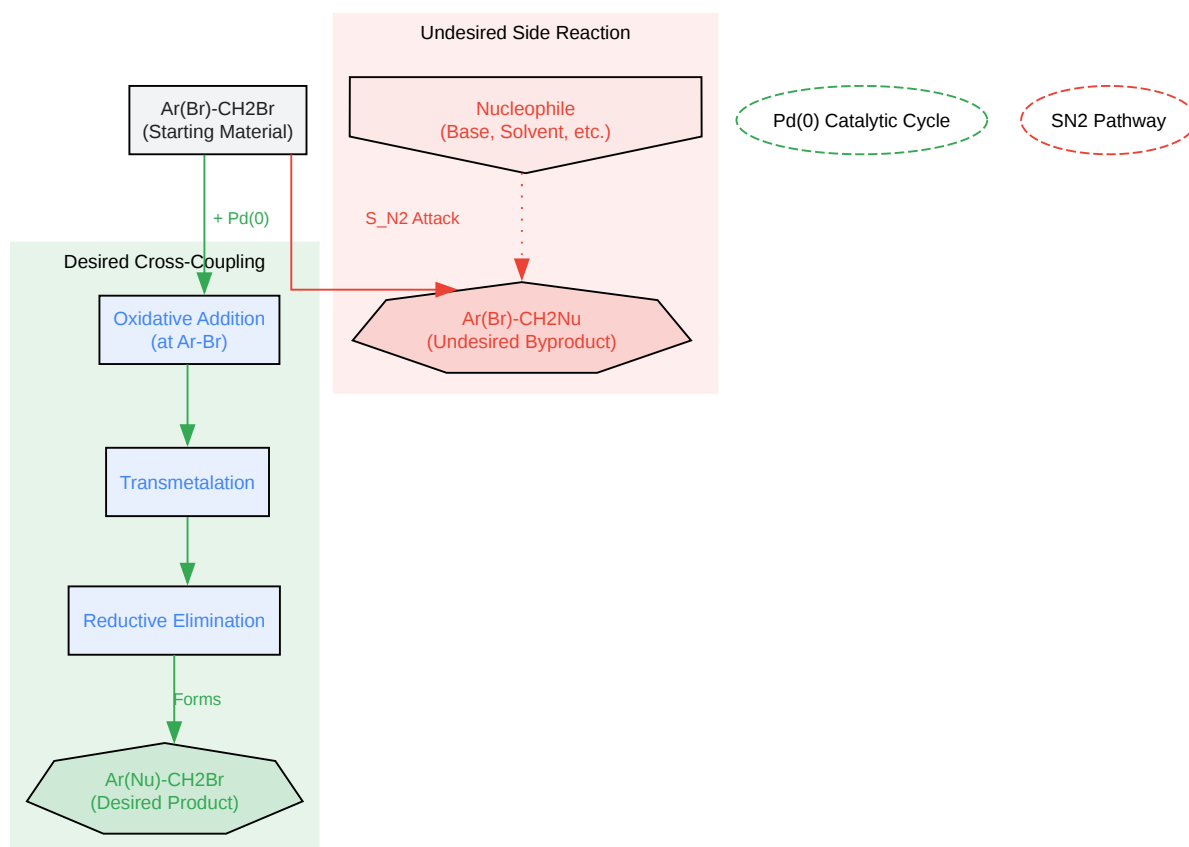 Undesired Side Reaction
Ar(Br)-CH2Br
(Starting Material)
Nucleophile
(Base, Solvent, etc.)
Pd(0) Catalytic Cycle
SN2 Pathway
+ Pd(0)
S_N2 Attack
Desired Cross-Coupling
Oxidative Addition
(at Ar-Br)
Ar(Br)-CH2Nu
(Undesired Byproduct)
Transmetalation
Reductive Elimination
Forms
Ar(Nu)-CH2Br
(Desired Product)